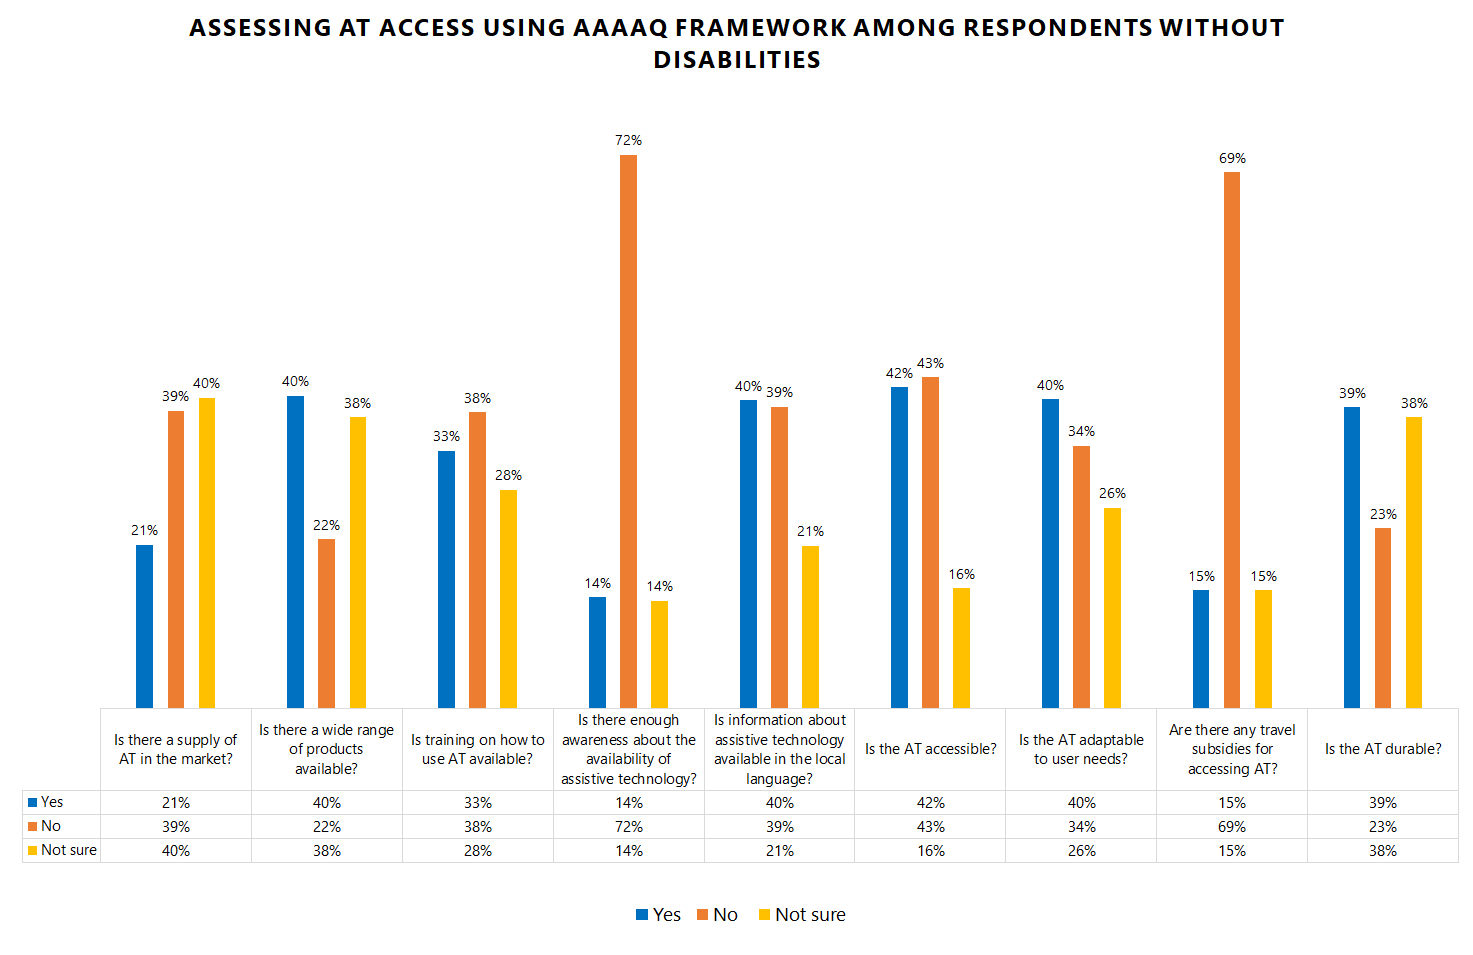 ASSESSING AT ACCESS USING AAAAQ FRAMEWORK AMONG RESPONDENTS WITHOUT
DISABILITIES
21%
39%
40%
40%
22%
38%
33%
38%
28%
14%
72%
14%
40%
39%
21%
42%
43%
16%
40%
34%
26%
15%
69%
15%
39%
23%
38%
Is there a supply of
AT in the market?
Is there a wide range
of products
available?
Is training on how to
use AT available?
Is there enough
awareness about the
availability of
assistive technology?
Is information about
assistive technology
available in the local
language?
Is the AT accessible?
Is the AT adaptable
to user needs?
Are there any travel
subsidies for
accessing AT?
Is the AT durable?
Yes 21% 40% 33% 14% 40% 42% 40% 15% 39%
No 39% 22% 38% 72% 39% 43% 34% 69% 23%
Not sure 40% 38% 28% 14% 21% 16% 26% 15% 38%
Yes No Not sure